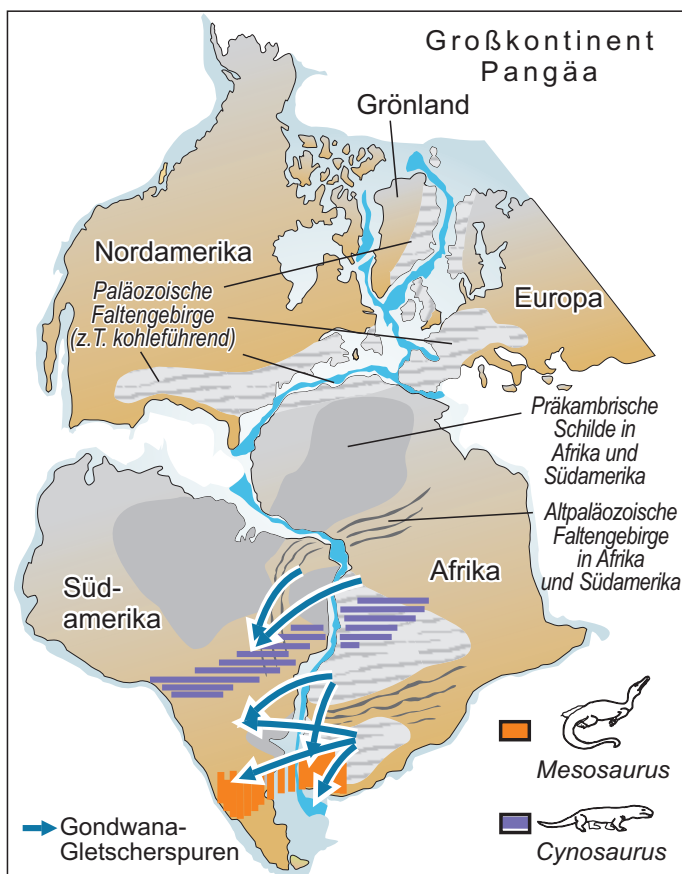 Großkontinent
Pangäa
Grönland
Nordamerika
Paläozoische
Faltengebirge
(z.T. kohleführend)
Europa
Präkambrische
Schilde in
Afrika und
Südamerika
Altpaläozoische
Faltengebirge
in Afrika
und Südamerika
Afrika
Süd-
amerika
Mesosaurus
Cynosaurus
Gondwana-
Gletscherspuren